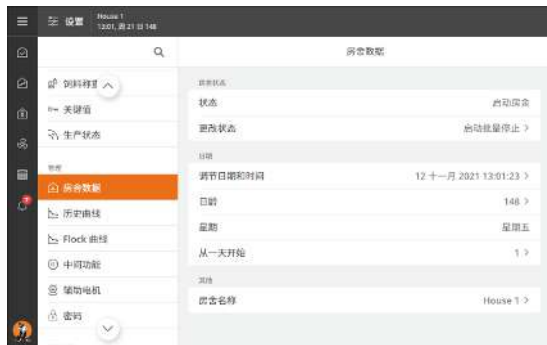 设置
House 1
12:01, 周 21 日 148
房舍数据
饲料称重
关键值
生产状态
管理
房舍数据
历史曲线
Flock 曲线
中间功能
辅助电机
密码
房舍状态
状态
启动房舍
更改状态
启动批量停止
日期
调节日期和时间
12 十一月 2021 13:01:23
日龄
148
星期
星期五
从一天开始
1
其他
房舍名称
House 1